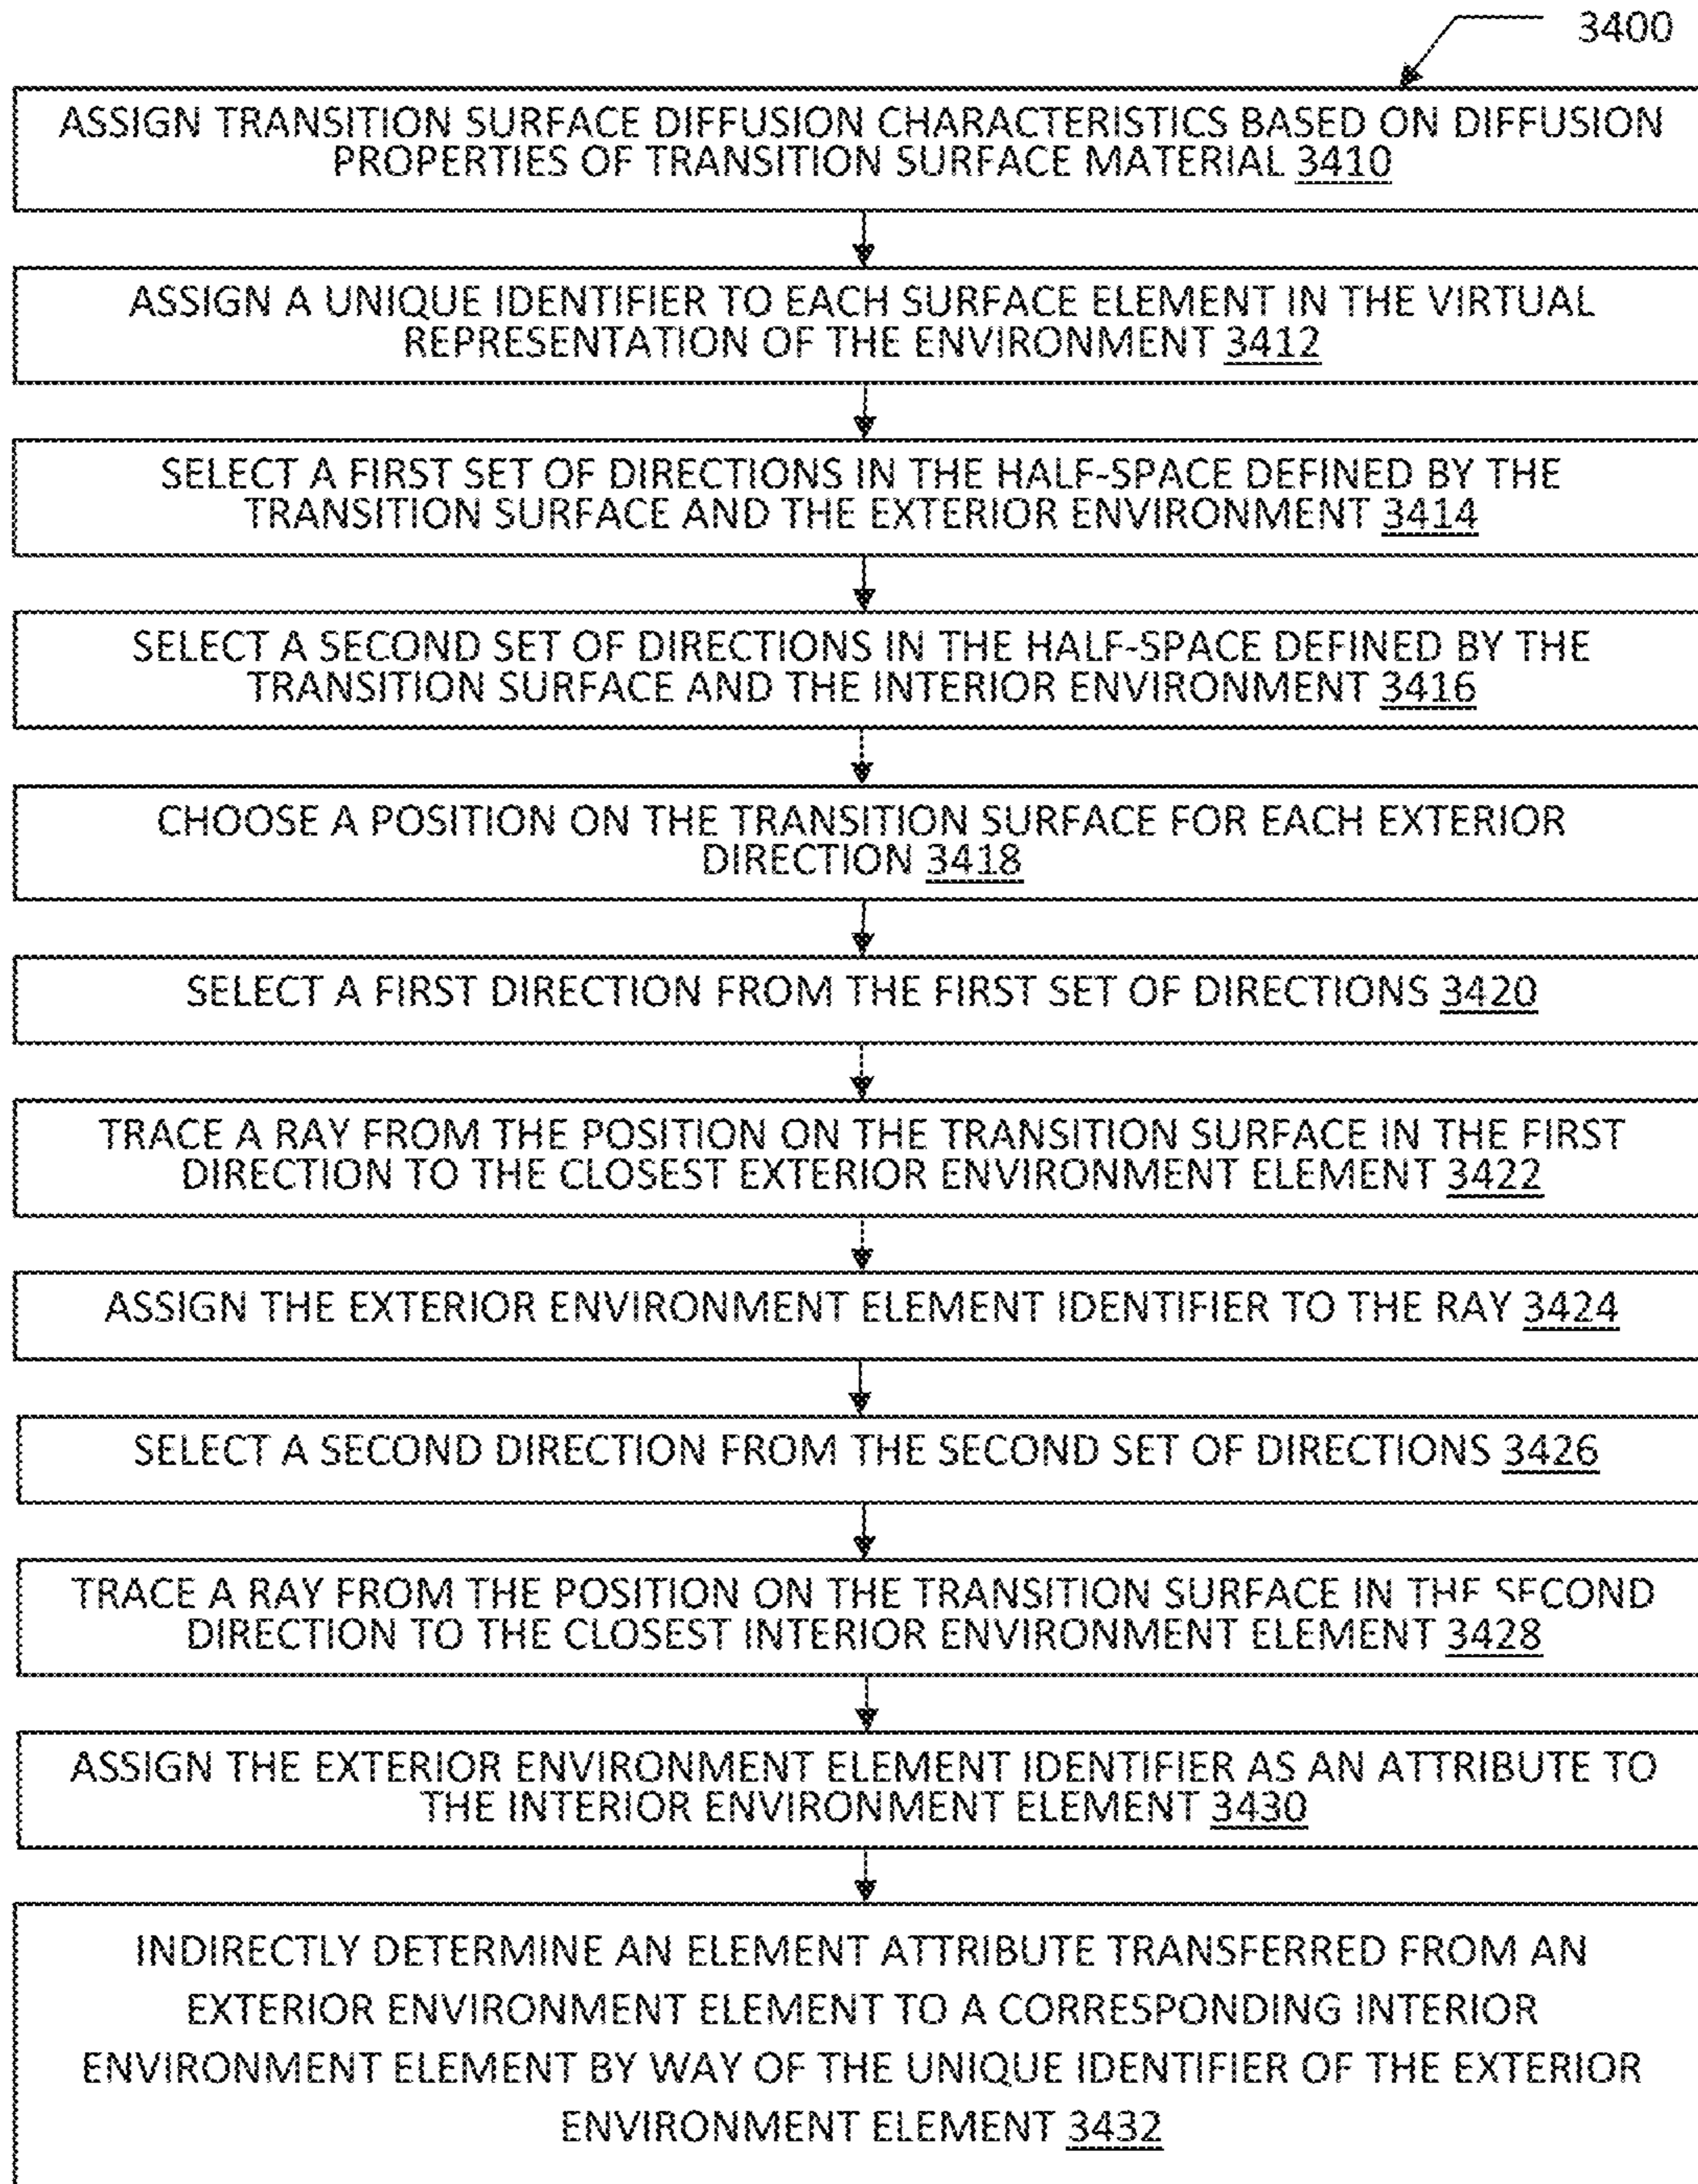 3400
ASSIGN TRANSITION SURFACE DIFFUSION CHARACTERISTICS BASED ON DIFFUSION
PROPERTIES OF TRANSITION SURFACE MATERIAL 3410
ASSIGN A UNIQUE IDENTIFIER TO EACH SURFACE ELEMENT IN THE VIRTUAL
REPRESENTATION OF THE ENVIRONMENT 3412
SELECT A FIRST SET OF DIRECTIONS IN THE HALF-SPACE DEFINED BY THE
TRANSITION SURFACE AND THE EXTERIOR ENVIRONMENT 3414
SELECT A SECOND SET OF DIRECTIONS IN THE HALF-SPACE DEFINED BY THE
TRANSITION SURFACE AND THE INTERIOR ENVIRONMENT 3416
CHOOSE A POSITION ON THE TRANSITION SURFACE FOR EACH EXTERIOR
DIRECTION 3418
SELECT A FIRST DIRECTION FROM THE FIRST SET OF DIRECTIONS 3420
TRACE A RAY FROM THE POSITION ON THE TRANSITION SURFACE IN THE FIRST
DIRECTION TO THE CLOSEST EXTERIOR ENVIRONMENT ELEMENT 3422
ASSIGN THE EXTERIOR ENVIRONMENT ELEMENT IDENTIFIER TO THE RAY 3424
SELECT A SECOND DIRECTION FROM THE SECOND SET OF DIRECTIONS 3426
TRACE A RAY FROM THE POSITION ON THE TRANSITION SURFACE IN THE SECOND
DIRECTION TO THE CLOSEST INTERIOR ENVIRONMENT ELEMENT 3428
ASSIGN THE EXTERIOR ENVIRONMENT ELEMENT IDENTIFIER AS AN ATTRIBUTE TO
THE INTERIOR ENVIRONMENT ELEMENT 3430
INDIRECTLY DETERMINE AN ELEMENT ATTRIBUTE TRANSFERRED FROM AN
EXTERIOR ENVIRONMENT ELEMENT TO A CORRESPONDING INTERIOR
ENVIRONMENT ELEMENT BY WAY OF THE UNIQUE IDENTIFIER OF THE EXTERIOR
ENVIRONMENT ELEMENT 3432